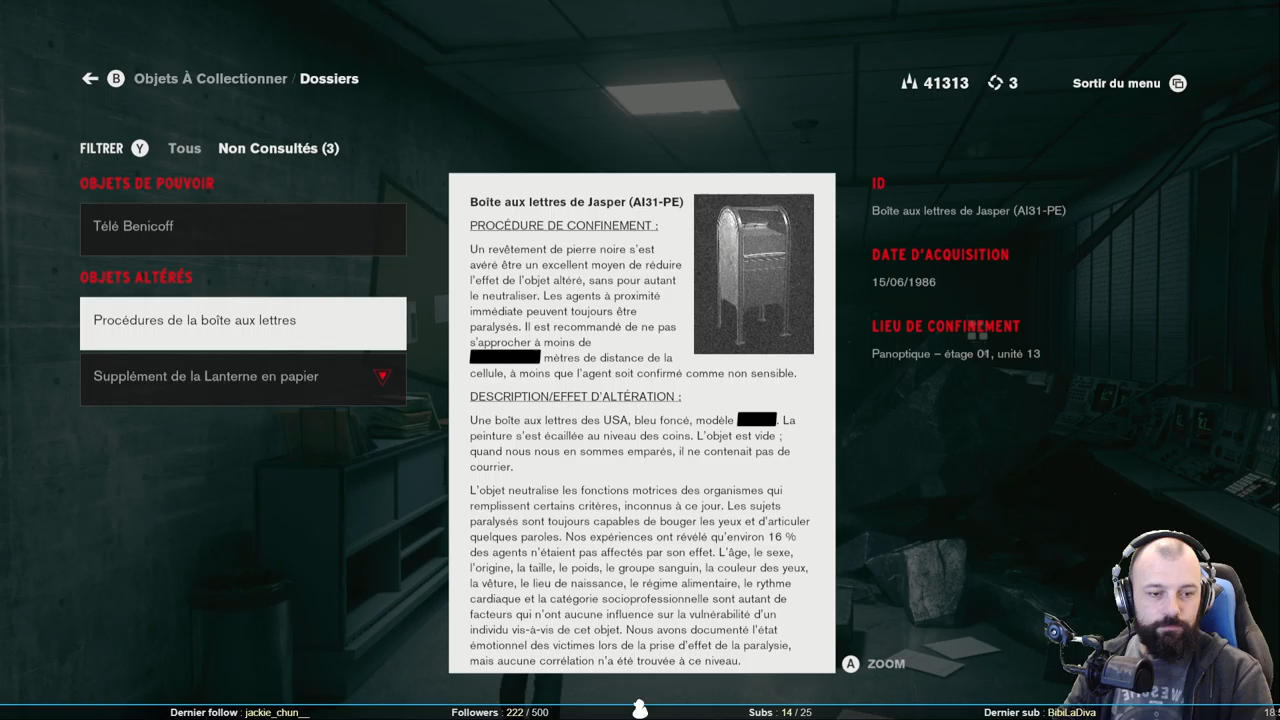 B Objets À Collectionner / Dossiers
41313 3 Sortir du menu
FILTRER Y Tous Non Consultés (3)
OBJETS DE POUVOIR
Télé Benicoff
OBJETS ALTÉRÉS
Procédures de la boîte aux lettres
Supplément de la Lanterne en papier
Boîte aux lettres de Jasper (AI31-PE)
PROCÉDURE DE CONFINEMENT :
Un revêtement de pierre noire s'est
avéré être un excellent moyen de réduire
l'effet de l'objet altéré, sans pour autant
le neutraliser. Les agents à proximité
immédiate peuvent toujours être
paralysés. Il est recommandé de ne pas
s'approcher à moins de
mètres de distance de la
cellule, à moins que l'agent soit confirmé comme non sensible.
DESCRIPTION/EFFET D'ALTÉRATION :
Une boîte aux lettres des USA, bleu foncé, modèle . La
peinture s'est écaillée au niveau des coins. L'objet est vide ;
quand nous nous en sommes emparés, il ne contenait pas de
courrier.
L'objet neutralise les fonctions motrices des organismes qui
remplissent certains critères, inconnus à ce jour. Les sujets
paralysés sont toujours capables de bouger les yeux et d'articuler
quelques paroles. Nos expériences ont révélé qu'environ 16 %
des agents n'étaient pas affectés par son effet. L'âge, le sexe,
l'origine, la taille, le poids, le groupe sanguin, la couleur des yeux,
la vêture, le lieu de naissance, le régime alimentaire, le rythme
cardiaque et la catégorie socioprofessionnelle sont autant de
facteurs qui n'ont aucune influence sur la vulnérabilité d'un
individu vis-à-vis de cet objet. Nous avons documenté l'état
émotionnel des victimes lors de la prise d'effet de la paralysie,
mais aucune corrélation n'a été trouvée à ce niveau.
ID
Boîte aux lettres de Jasper (AI31-PE)
DATE D'ACQUISITION
15/06/1986
LIEU DE CONFINEMENT
Panoptique – étage 01, unité 13
A ZOOM
Dernier follow : jackie_chun__ Followers : 222 / 500 Subs : 14 / 25 Dernier sub : BibiLaDiva